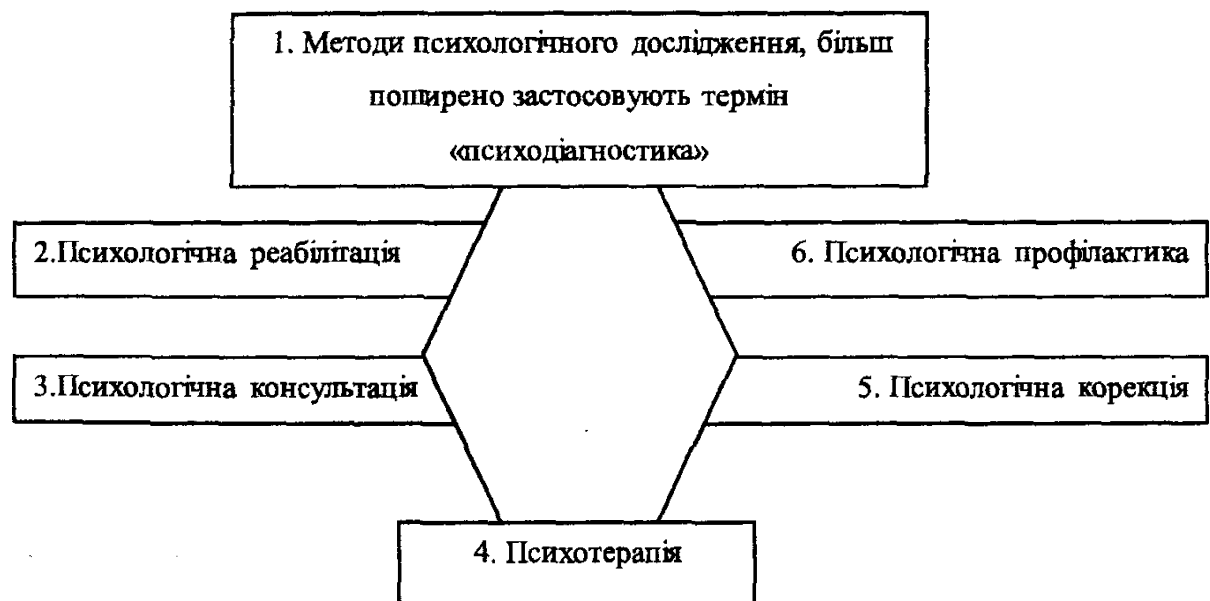 1. Методи психологічного дослідження, більш
поширено застосовують термін
«психодіагностика»
2.Психологічна реабілітація
6. Психологічна профілактика
3.Психологічна консультація
5. Психологічна корекція
4. Психотерапія